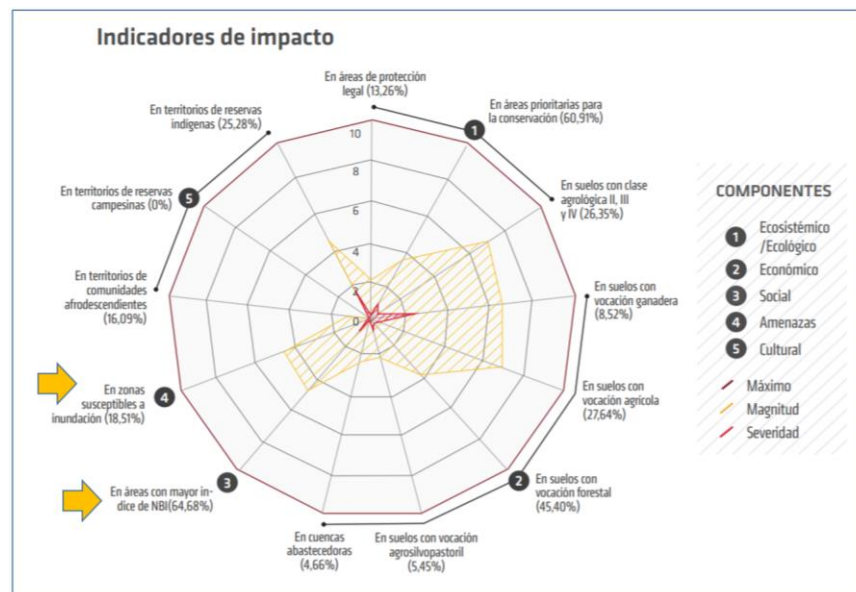 Indicadores de impacto
En áreas de protección
legal (13,26%)
En áreas prioritarias para
la conservación (60,91%)
En suelos con clase
agrológica II, III
y IV (26,35%)
En suelos con
vocación ganadera
(8,52%)
En suelos con
vocación agrícola
(27,64%)
En suelos con
vocación forestal
(45,40%)
En suelos con vocación
agrosilvopastoril
(5,45%)
En cuencas
abastecedoras
(4,66%)
En áreas con mayor ín-
dice de NBI(64,68%)
En zonas
susceptibles a
inundación (18,51%)
En territorios de
comunidades
afrodescendientes
(16,09%)
En territorios de reservas
campesinas (0%)
En territorios de reservas
indígenas (25,28%)
10
8
6
4
2
0
1
2
3
4
5
COMPONENTES
1 Ecosistémico
/Ecológico
2 Económico
3 Social
4 Amenazas
5 Cultural
Máximo
Magnitud
Severidad